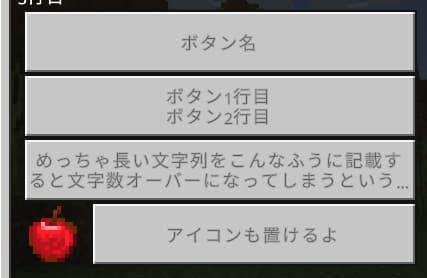 5行目
ボタン名
ボタン1行目
ボタン2行目
めっちゃ長い文字列をこんなふうに記載す
ると文字数オーバーになってしまうという...
アイコンも置けるよ